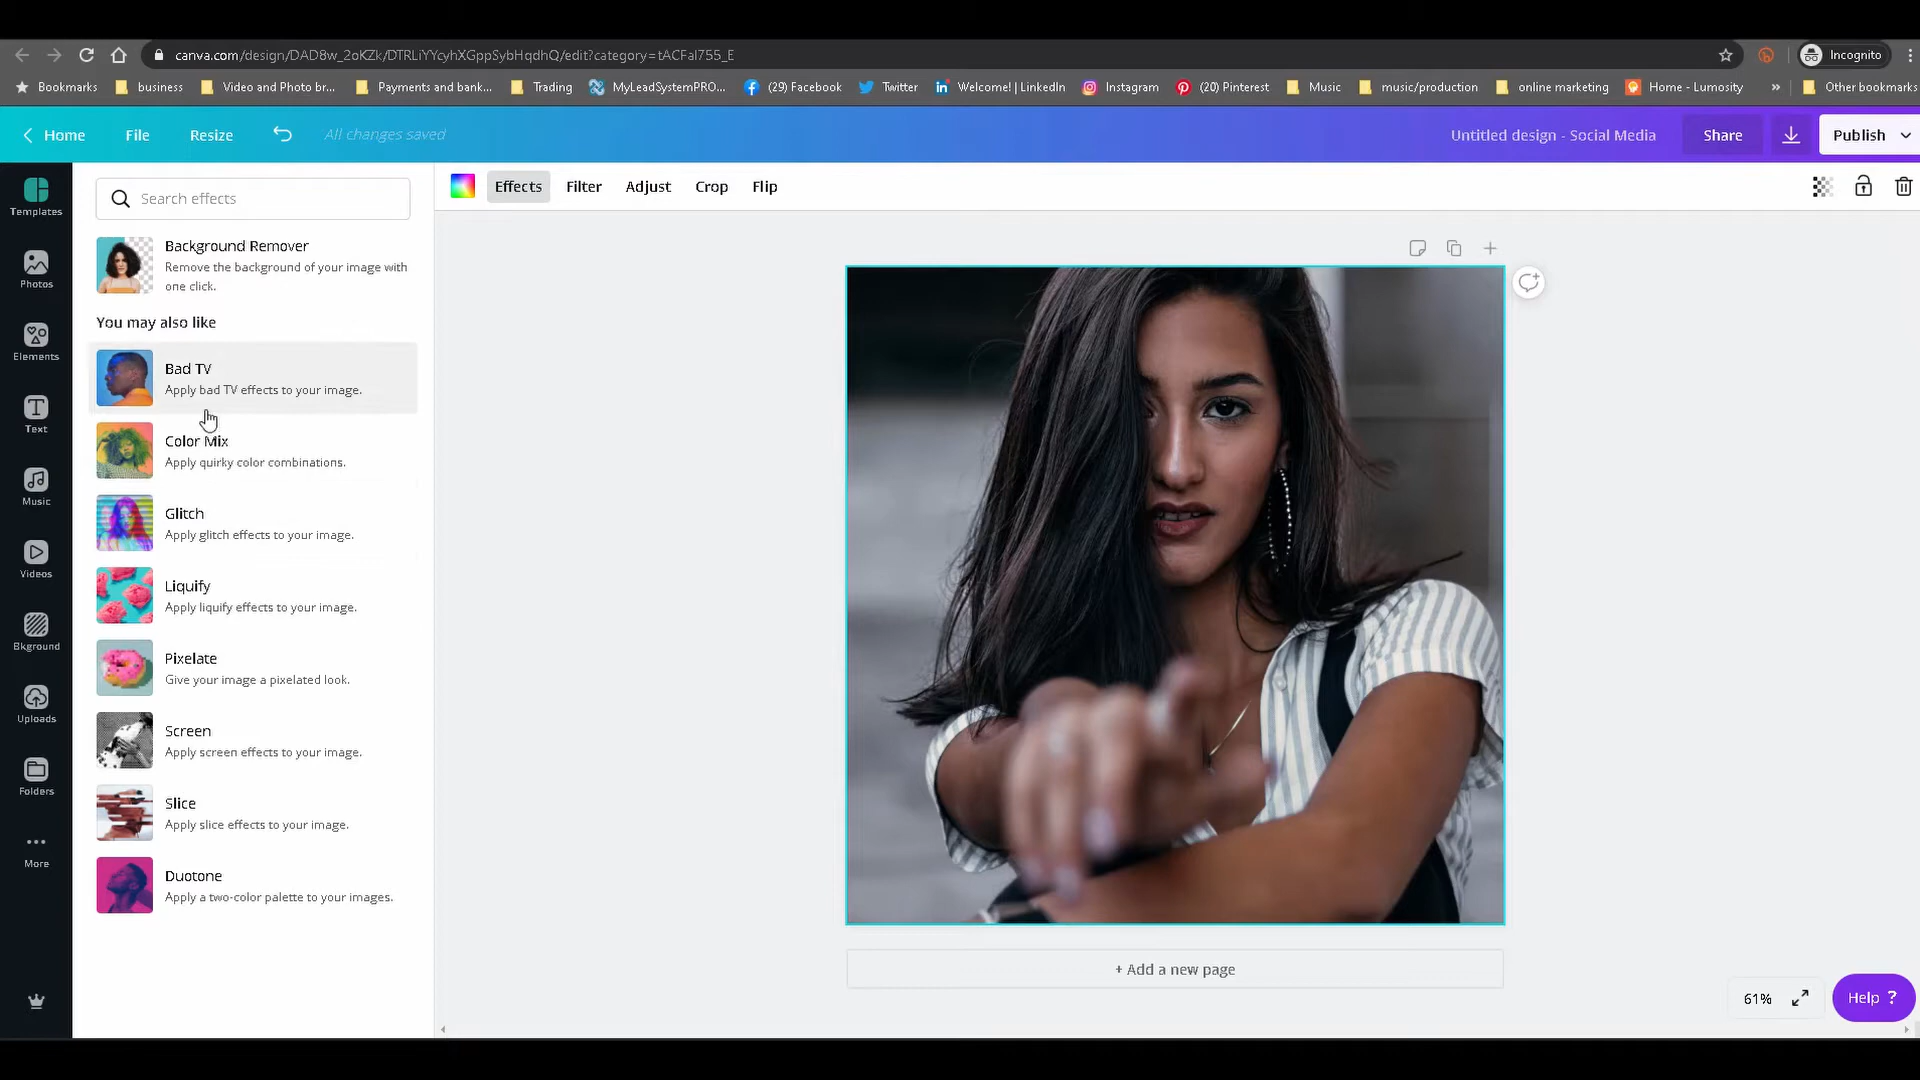 canva.com/design/DAD8w_2oKZk/DTRLiYYcyhXGppSybHqdhQ/edit?category=tACFal755_E
Incognito
Bookmarks business Video and Photo br... Payments and bank... Trading MyLeadSystemPRO... (29) Facebook Twitter Welcome! | LinkedIn Instagram (20) Pinterest Music music/production online marketing Home - Lumosity » Other bookmarks
Home File Resize All changes saved Untitled design - Social Media Share Publish
Effects Filter Adjust Crop Flip
Search effects
Templates
Photos
Elements
Text
Music
Videos
Bkground
Uploads
Folders
More
Background Remover
Remove the background of your image with
one click.
You may also like
Bad TV
Apply bad TV effects to your image.
Color Mix
Apply quirky color combinations.
Glitch
Apply glitch effects to your image.
Liquify
Apply liquify effects to your image.
Pixelate
Give your image a pixelated look.
Screen
Apply screen effects to your image.
Slice
Apply slice effects to your image.
Duotone
Apply a two-color palette to your images.
+ Add a new page
61%
Help ?